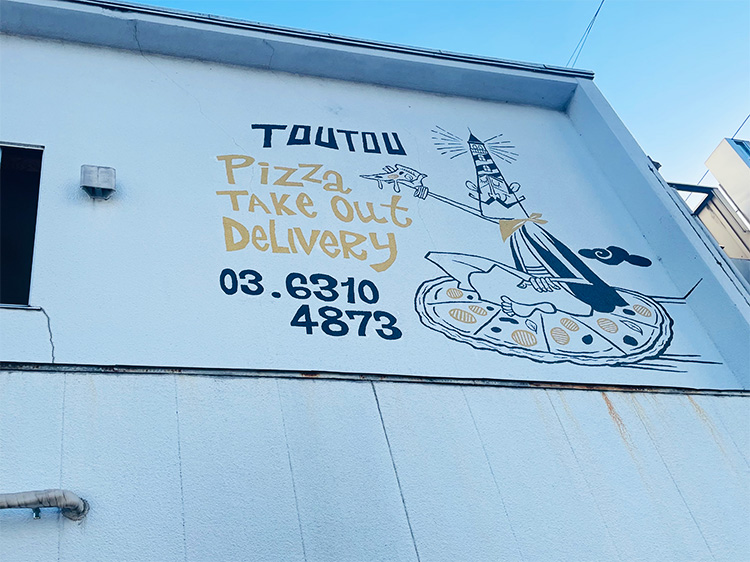 TOUTOU
Pizza
TAKE OUT
DELIVERY
03.6310
4873